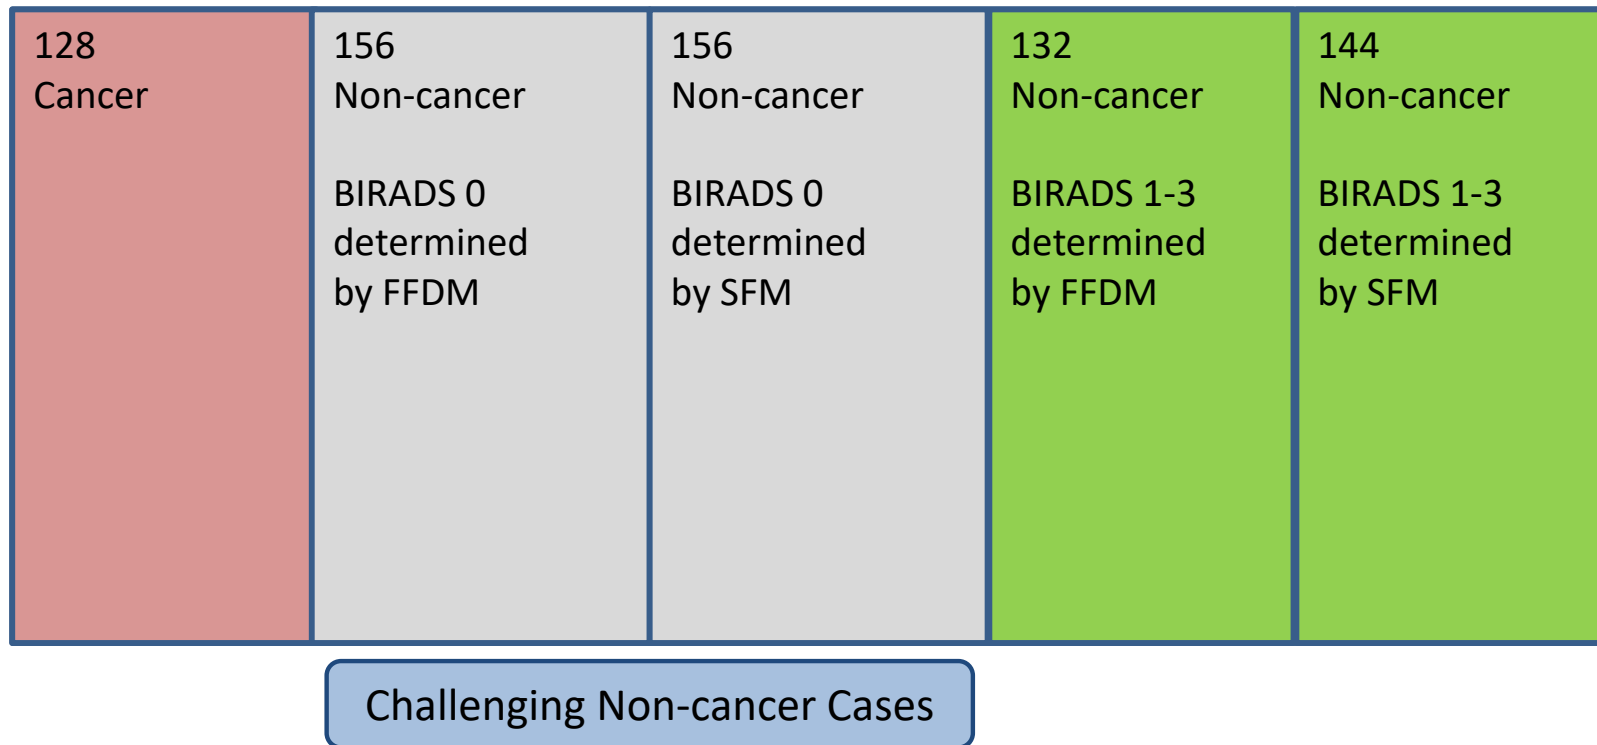 128
Cancer
156
Non-cancer
BIRADS 0
determined
by FFDM
156
Non-cancer
BIRADS 0
determined
by SFM
132
Non-cancer
BIRADS 1-3
determined
by FFDM
144
Non-cancer
BIRADS 1-3
determined
by SFM
Challenging Non-cancer Cases